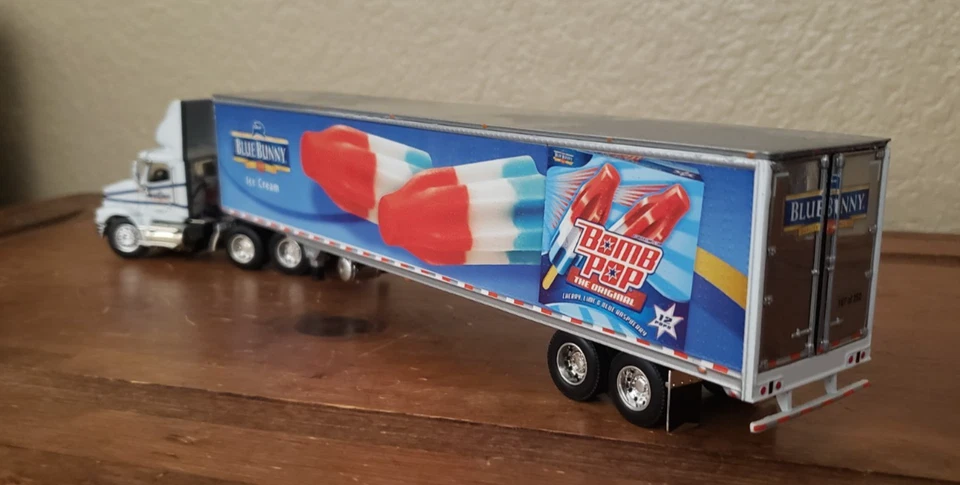 BLUE BUNNY
Ice Cream
BOMB
POP
THE ORIGINAL
CHERRY, LIME & BLUE RASPBERRY
12
BLUE BUNNY